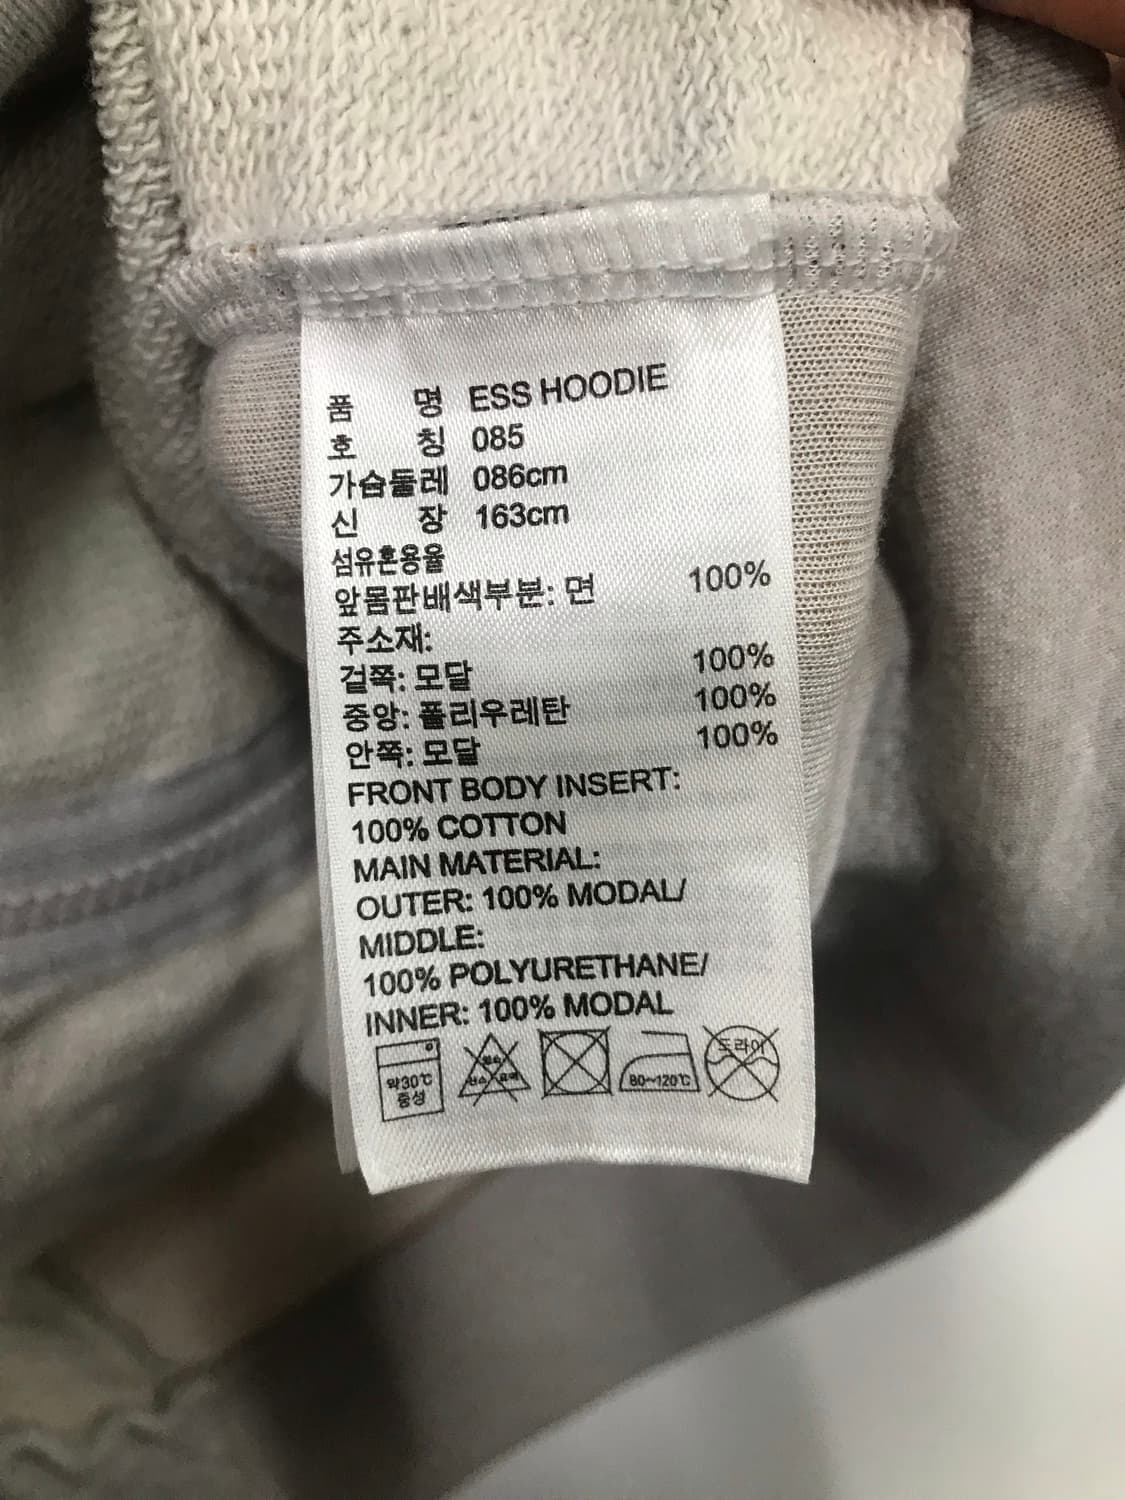 품 명 ESS HOODIE
호 칭 085
가슴둘레 086cm
신 장 163cm
섬유혼용율
앞몸판배색부분: 면 100%
주소재:
겉쪽: 모달 100%
중앙: 폴리우레탄 100%
안쪽: 모달 100%
FRONT BODY INSERT:
100% COTTON
MAIN MATERIAL:
OUTER: 100% MODAL/
MIDDLE:
100% POLYURETHANE/
INNER: 100% MODAL
약30℃
중성
80~120℃
드라이